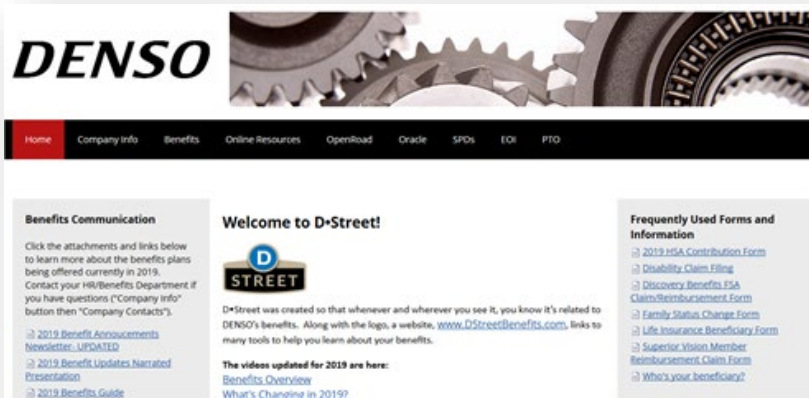 DENSO
Home Company Info Benefits Online Resources OpenRoad Oracle SPDs EOI PTO
Benefits Communication
Click the attachments and links below
to learn more about the benefits plans
being offered currently in 2019.
Contact your HR/Benefits Department if
you have questions ("Company Info"
button then "Company Contacts").
2019 Benefit Annoucements
Newsletter- UPDATED
2019 Benefit Updates Narrated
Presentation
2019 Benefits Guide
Welcome to D•Street!
D
STREET
D•Street was created so that whenever and wherever you see it, you know it's related to
DENSO's benefits. Along with the logo, a website, www.DStreetBenefits.com, links to
many tools to help you learn about your benefits.
The videos updated for 2019 are here:
Benefits Overview
What's Changing in 2019?
Frequently Used Forms and
Information
2019 HSA Contribution Form
Disability Claim Filing
Discovery Benefits FSA
Claim/Reimbursement Form
Family Status Change Form
Life Insurance Beneficiary Form
Superior Vision Member
Reimbursement Claim Form
Who's your beneficiary?